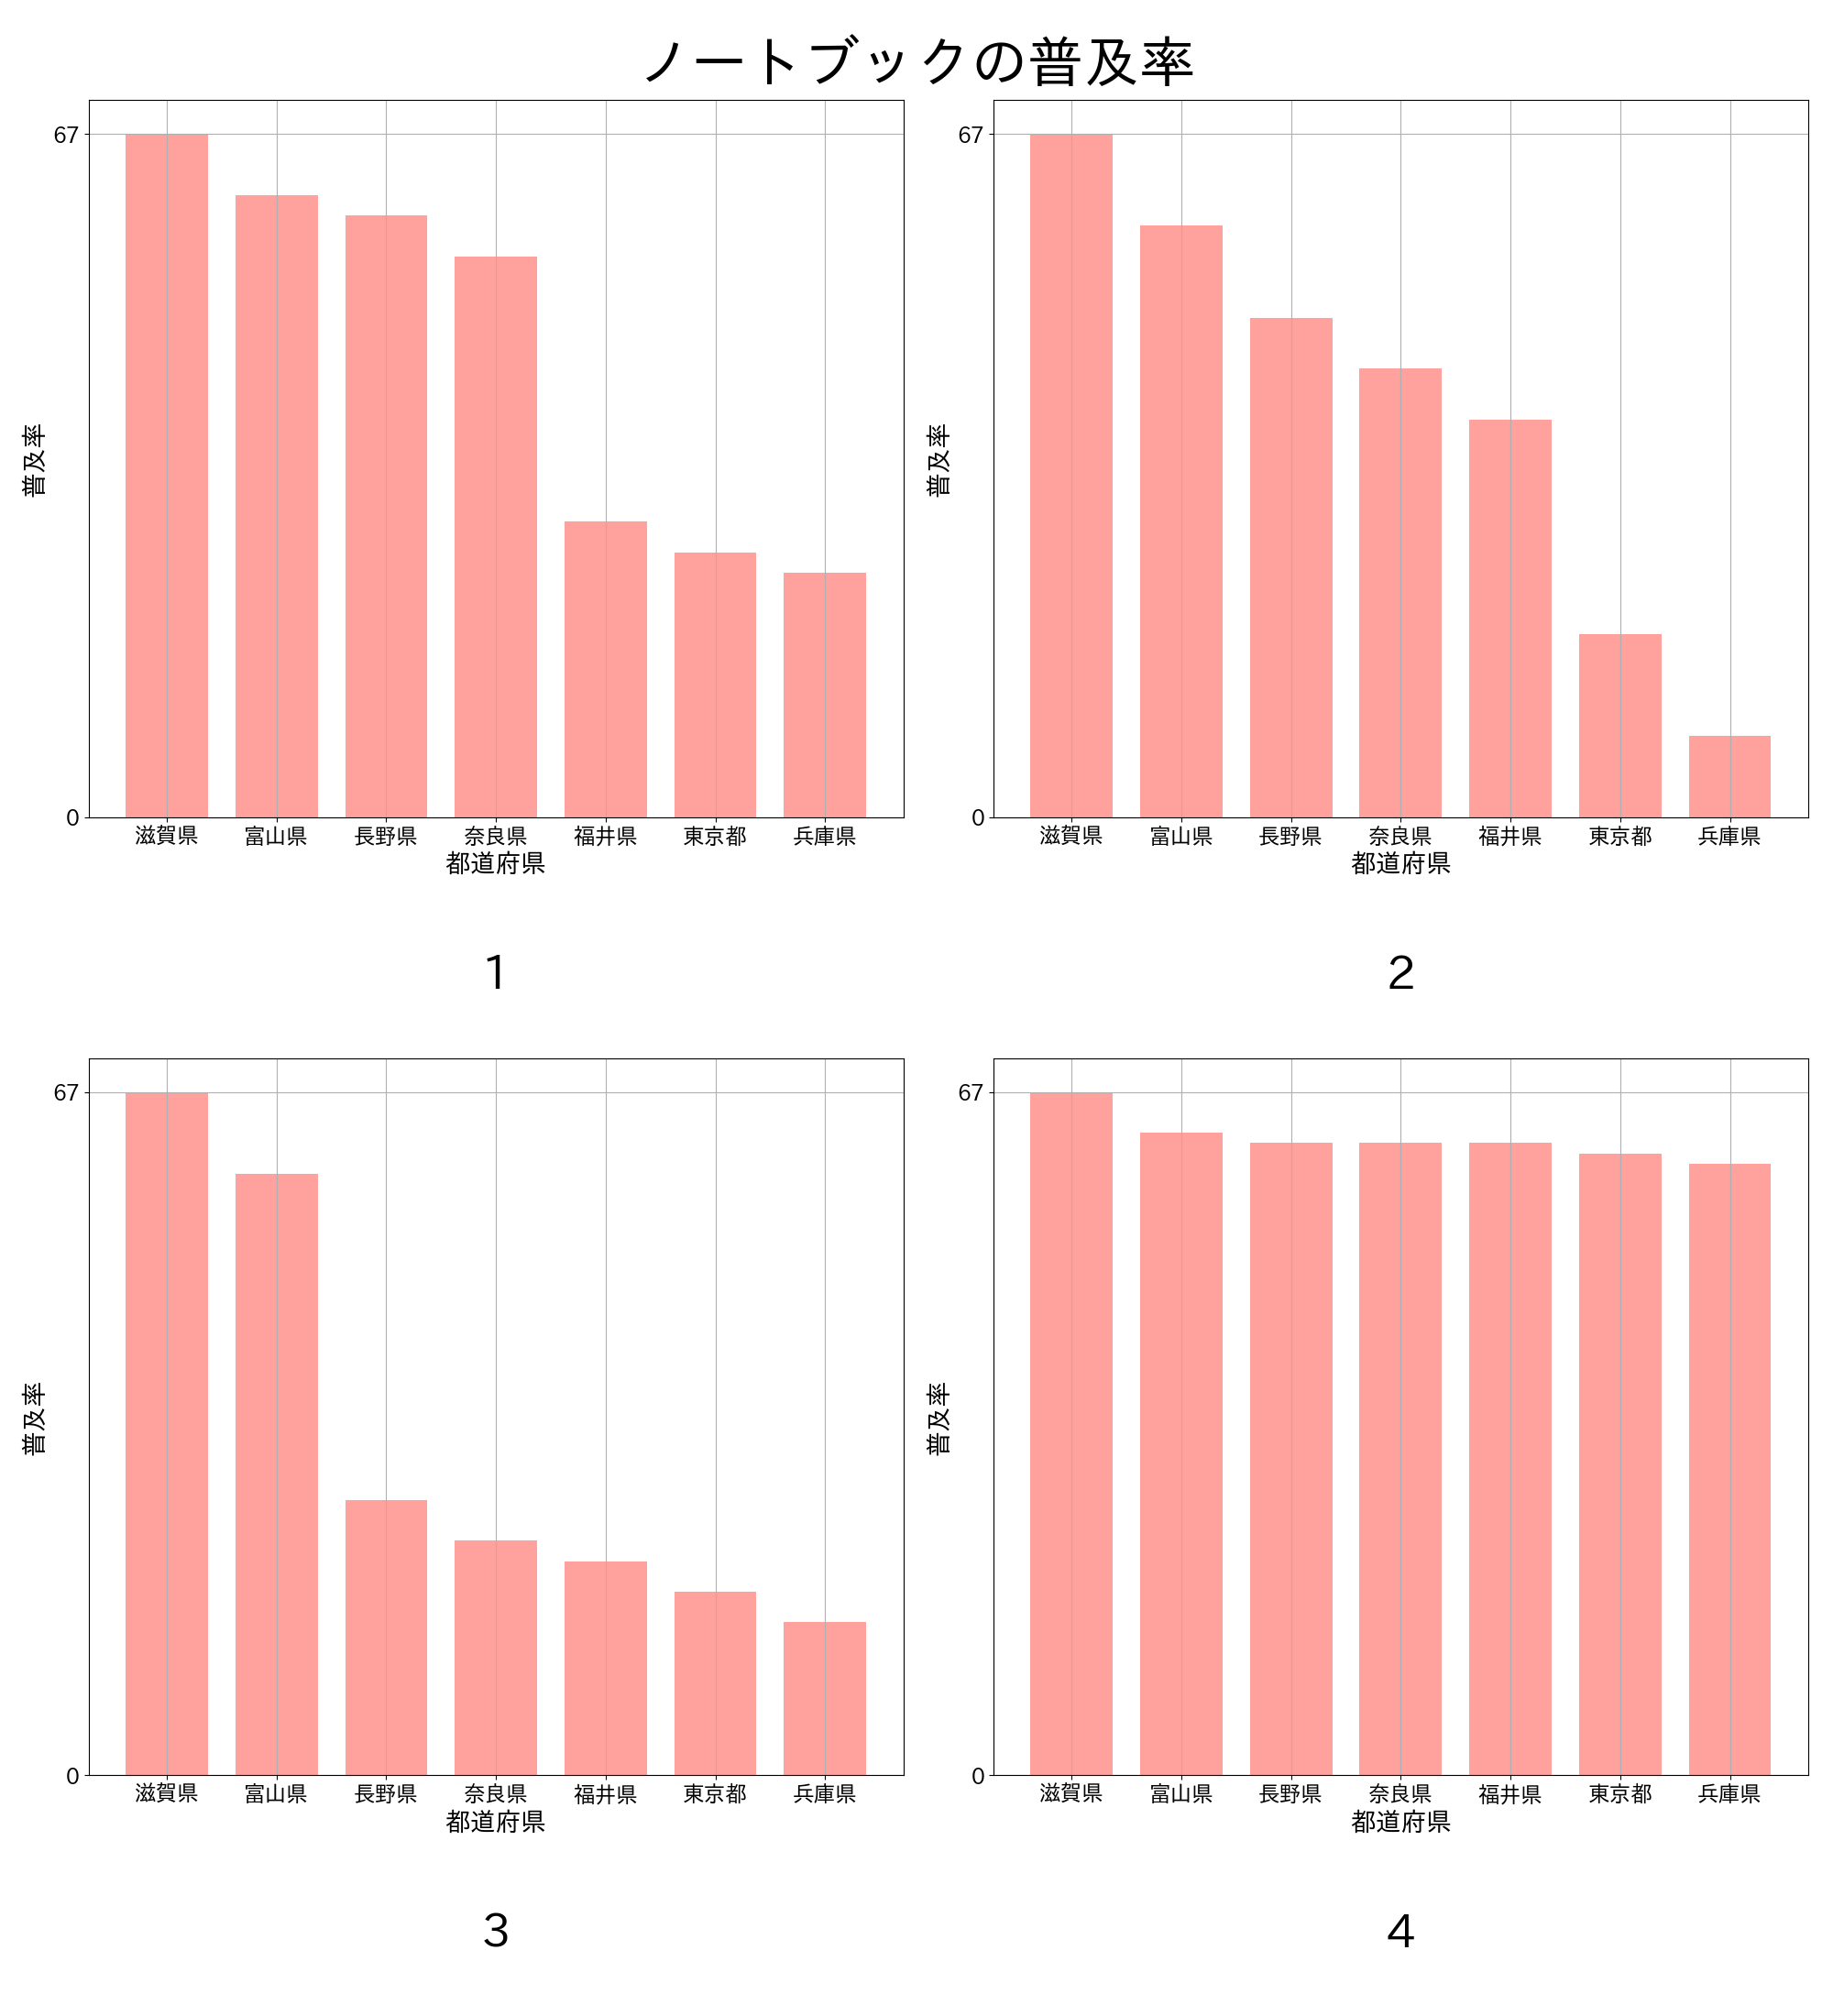 ノートブックの普及率
67
0
普及率
滋賀県 富山県 長野県 奈良県 福井県 東京都 兵庫県
都道府県
1
67
0
普及率
滋賀県 富山県 長野県 奈良県 福井県 東京都 兵庫県
都道府県
2
67
0
普及率
滋賀県 富山県 長野県 奈良県 福井県 東京都 兵庫県
都道府県
3
67
0
普及率
滋賀県 富山県 長野県 奈良県 福井県 東京都 兵庫県
都道府県
4